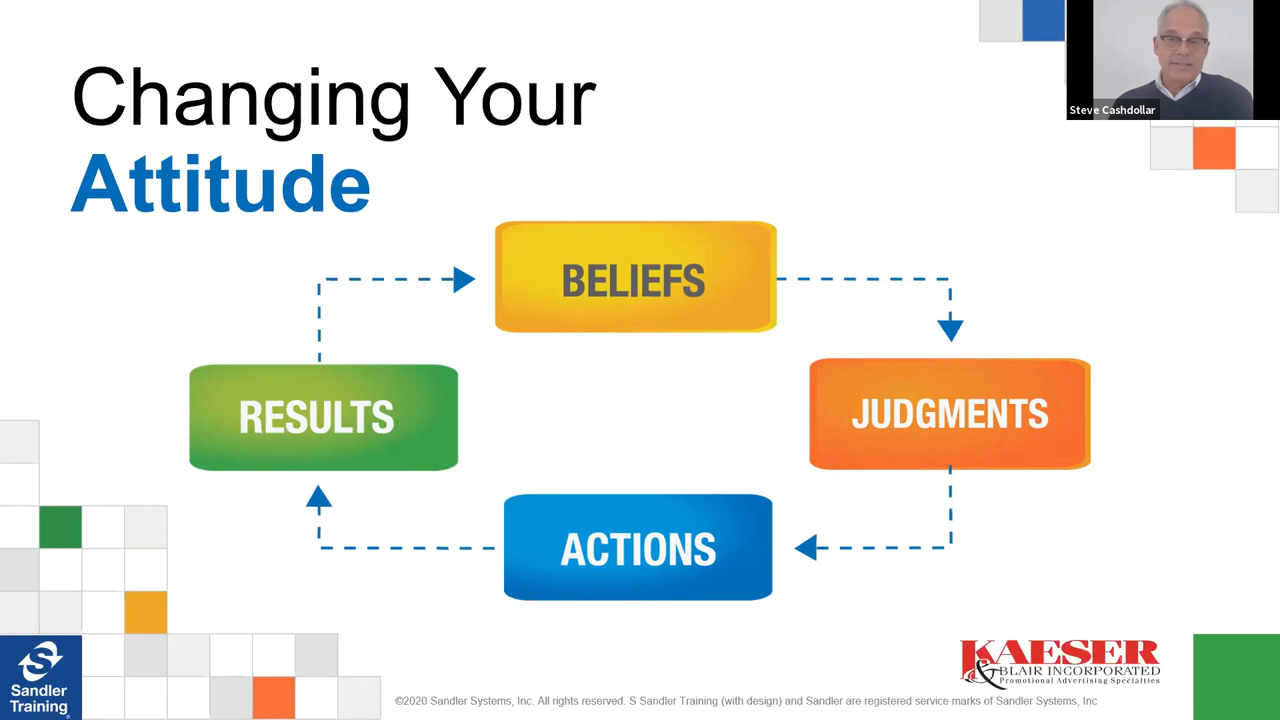 Changing Your
Attitude
Steve Cashdollar
BELIEFS
RESULTS
JUDGMENTS
ACTIONS
Sandler
Training
®
KAESER
& BLAIR INCORPORATED
Promotional Advertising Specialties
©2020 Sandler Systems, Inc. All rights reserved. S Sandler Training (with design) and Sandler are registered service marks of Sandler Systems, Inc